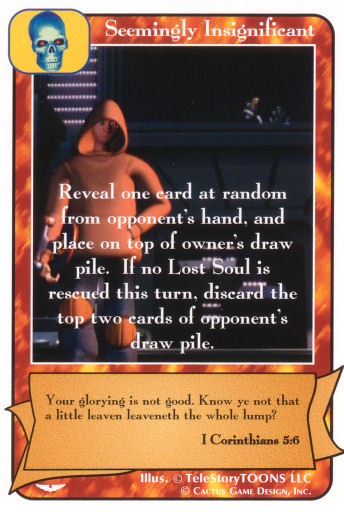 Seemingly Insignificant
Reveal one card at random
from opponent's hand, and
place on top of owner's draw
pile. If no Lost Soul is
rescued this turn, discard the
top two cards of opponent's
draw pile.
Your glorying is not good. Know ye not that
a little leaven leaveneth the whole lump?
I Corinthians 5:6
Illus. © TeleStoryTOONS LLC
© Cactus Game Design, Inc.